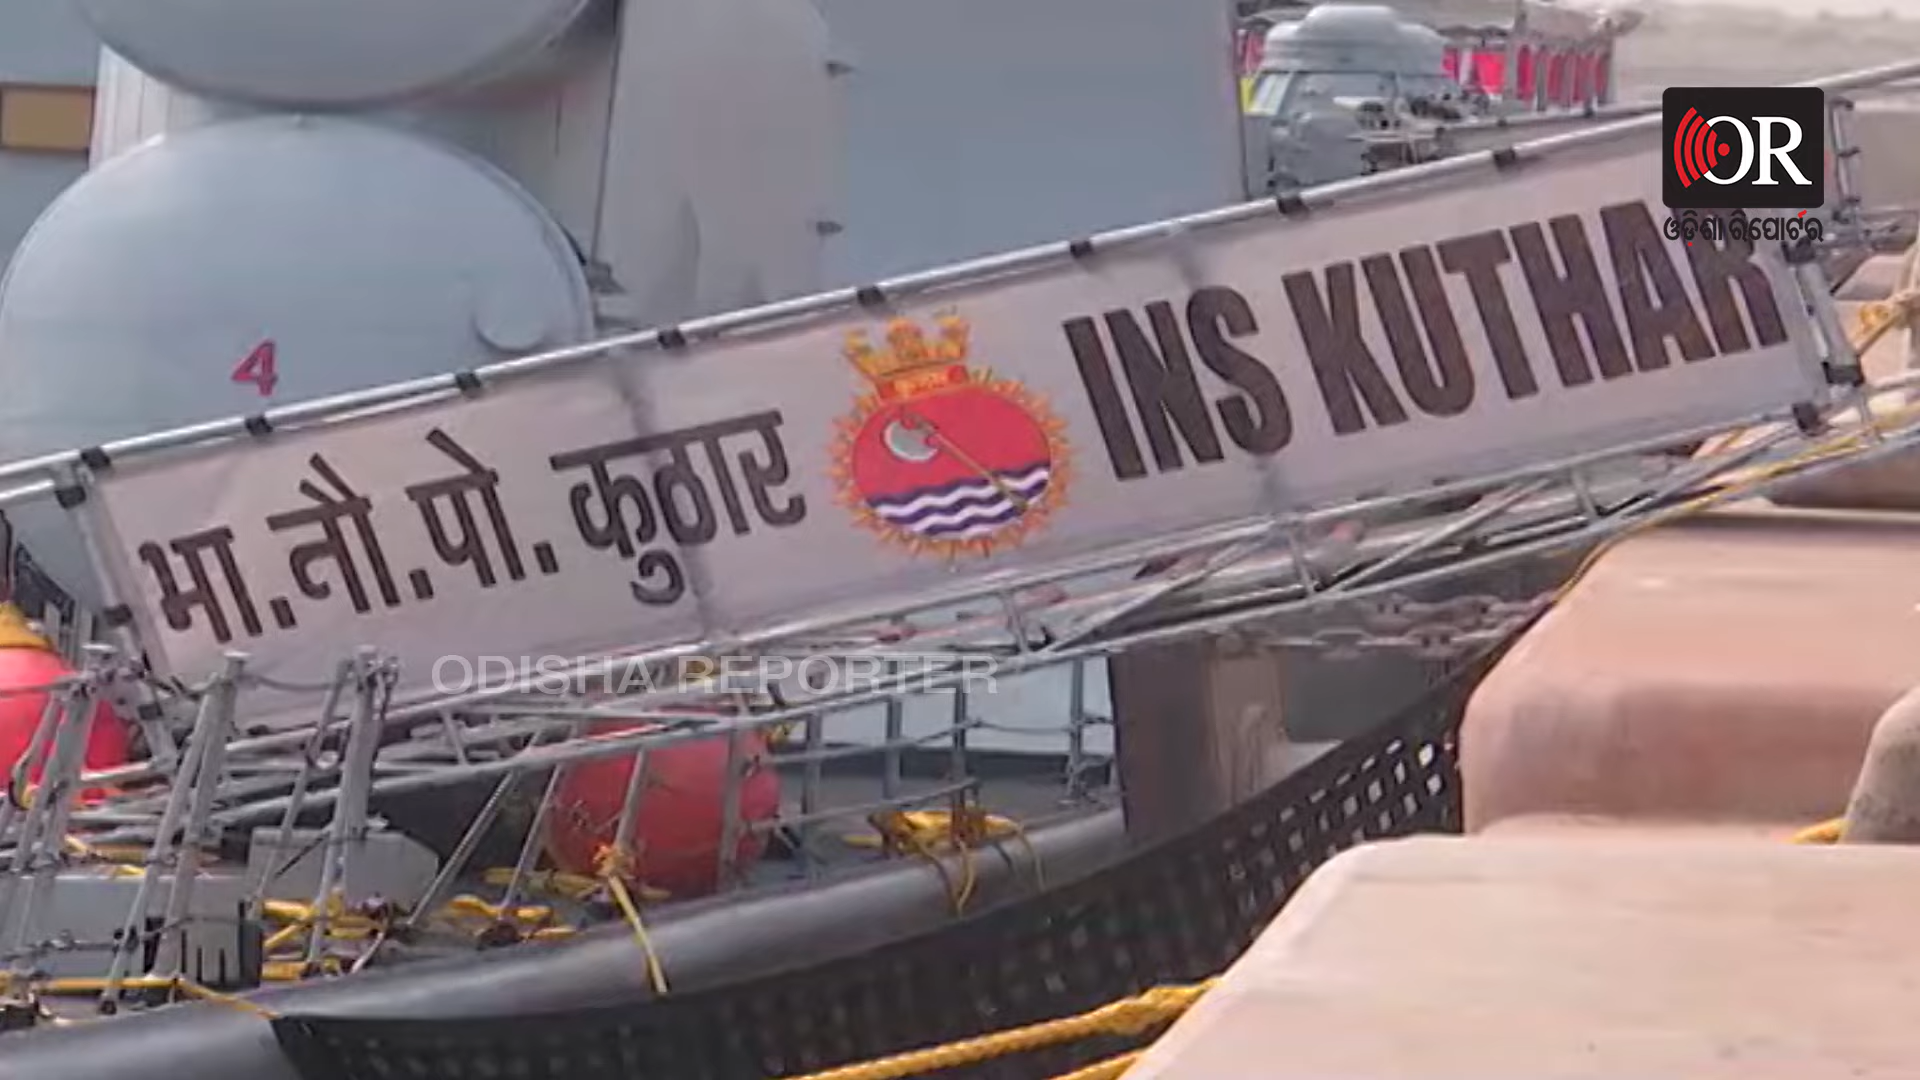 OR
ଓଡ଼ିଶା ରିପୋର୍ଟର
4
भा.नौ.पो. कुठार
INS KUTHAR
ODISHA REPORTER